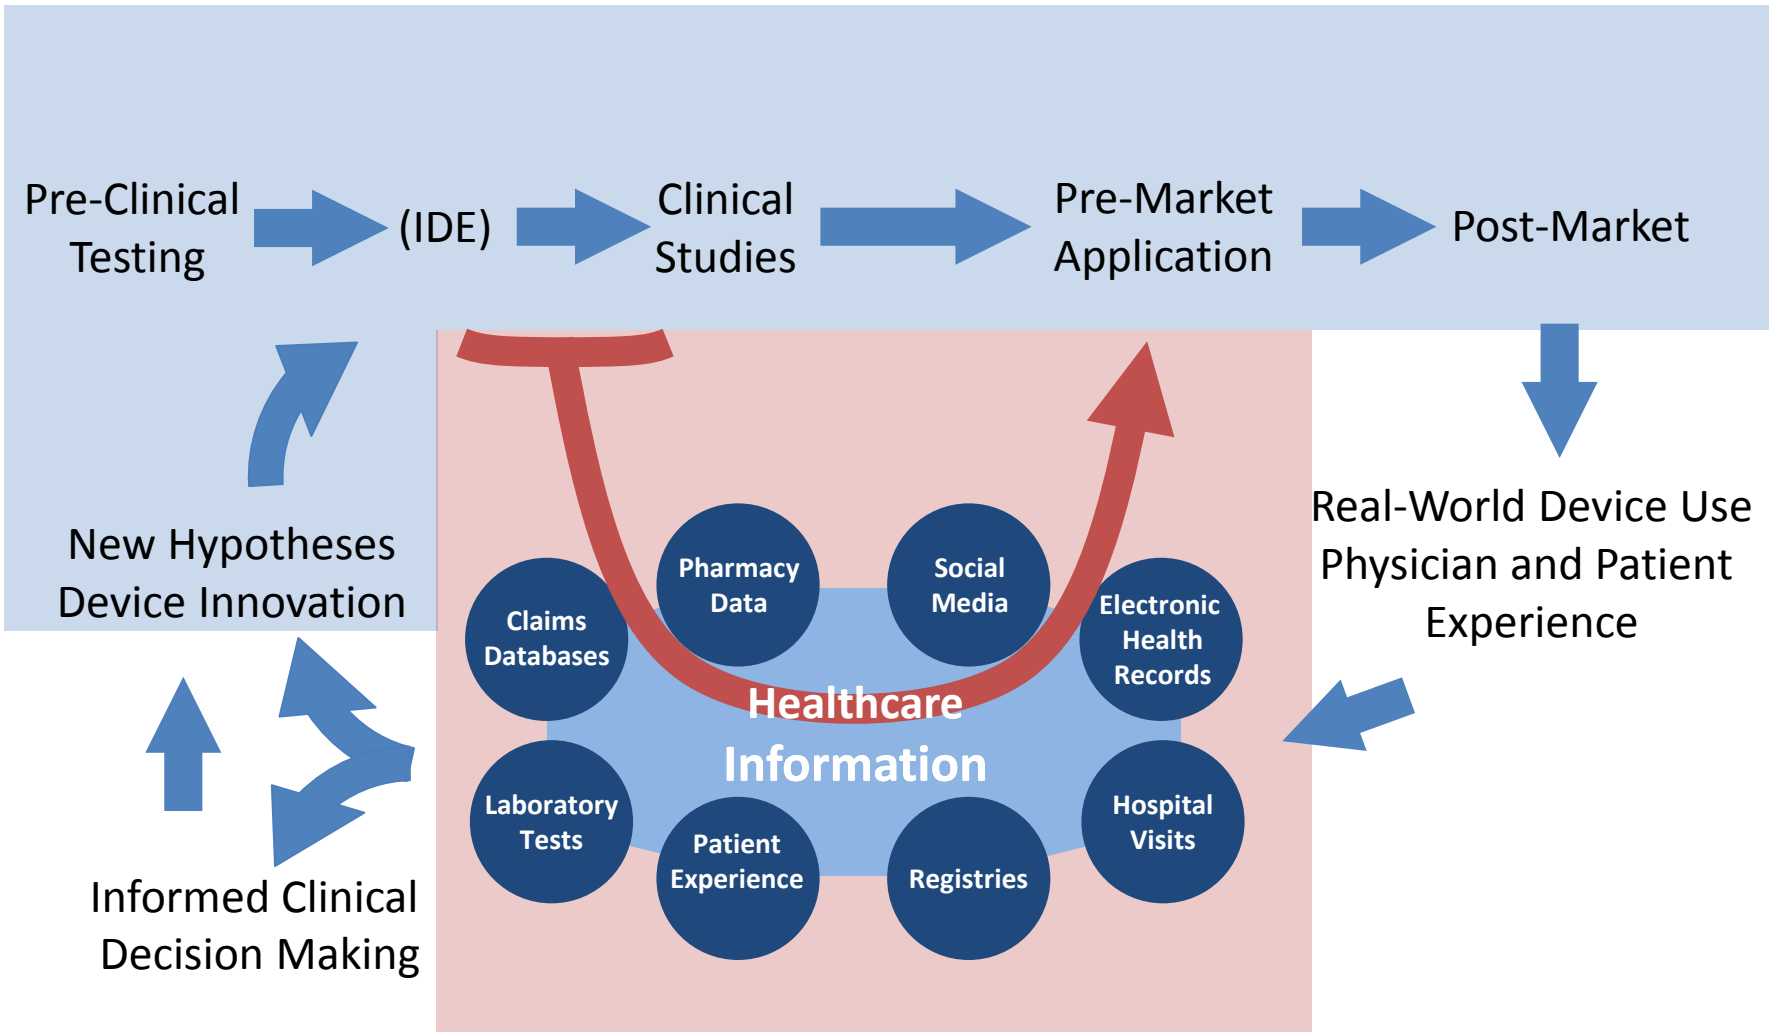 Pre-Clinical
Testing
(IDE)
Clinical
Studies
Pre-Market
Application
Post-Market
Real-World Device Use
Physician and Patient
Experience
New Hypotheses
Device Innovation
Pharmacy
Data
Social
Media
Claims
Databases
Electronic
Health
Records
Healthcare
Information
Laboratory
Tests
Patient
Experience
Registries
Hospital
Visits
Informed Clinical
Decision Making